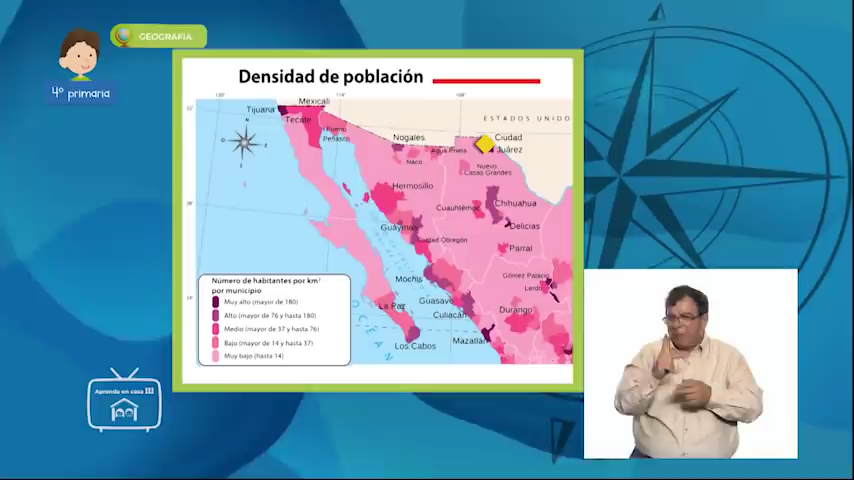 GEOGRAFÍA
4º primaria
Densidad de población
ESTADOS UNIDO
Mexicali
Tijuana
Tecate
Puerto
Peñasco
Nogales
Naco
Agua Prieta
Ciudad
Juárez
Nuevo
Casas Grandes
Hermosillo
Cuauhtémoc
Chihuahua
Delicias
Guaymas
Ciudad Obregón
Parral
Gómez Palacio
Lerdo
Mochis
Guasave
Culiacán
Durango
La Paz
Los Cabos
Mazatlán
OCEAN
Número de habitantes por km²
por municipio
Muy alto (mayor de 180)
Alto (mayor de 76 y hasta 180)
Medio (mayor de 37 y hasta 76)
Bajo (mayor de 14 y hasta 37)
Muy bajo (hasta 14)
Aprende en casa III